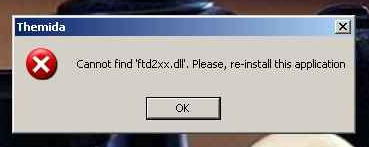 Themida
Cannot find 'ftd2xx.dll'. Please, re-install this application
OK